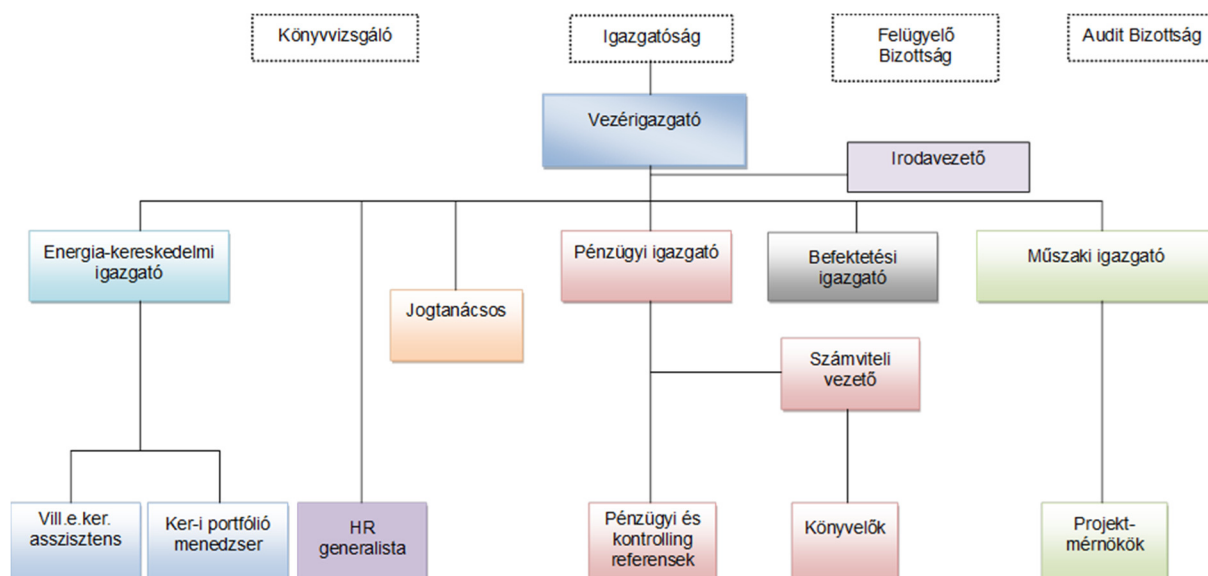 Könyvvizsgáló
Igazgatóság
Felügyelő
Bizottság
Audit Bizottság
Vezérigazgató
Irodavezető
Energia-kereskedelmi
igazgató
Pénzügyi igazgató
Befektetési
igazgató
Műszaki igazgató
Jogtanácsos
Számviteli
vezető
Vill.e.ker.
asszisztens
Ker-i portfólió
menedzser
HR
generalista
Pénzügyi és
kontrolling
referensek
Könyvelők
Projekt-
mérnökök